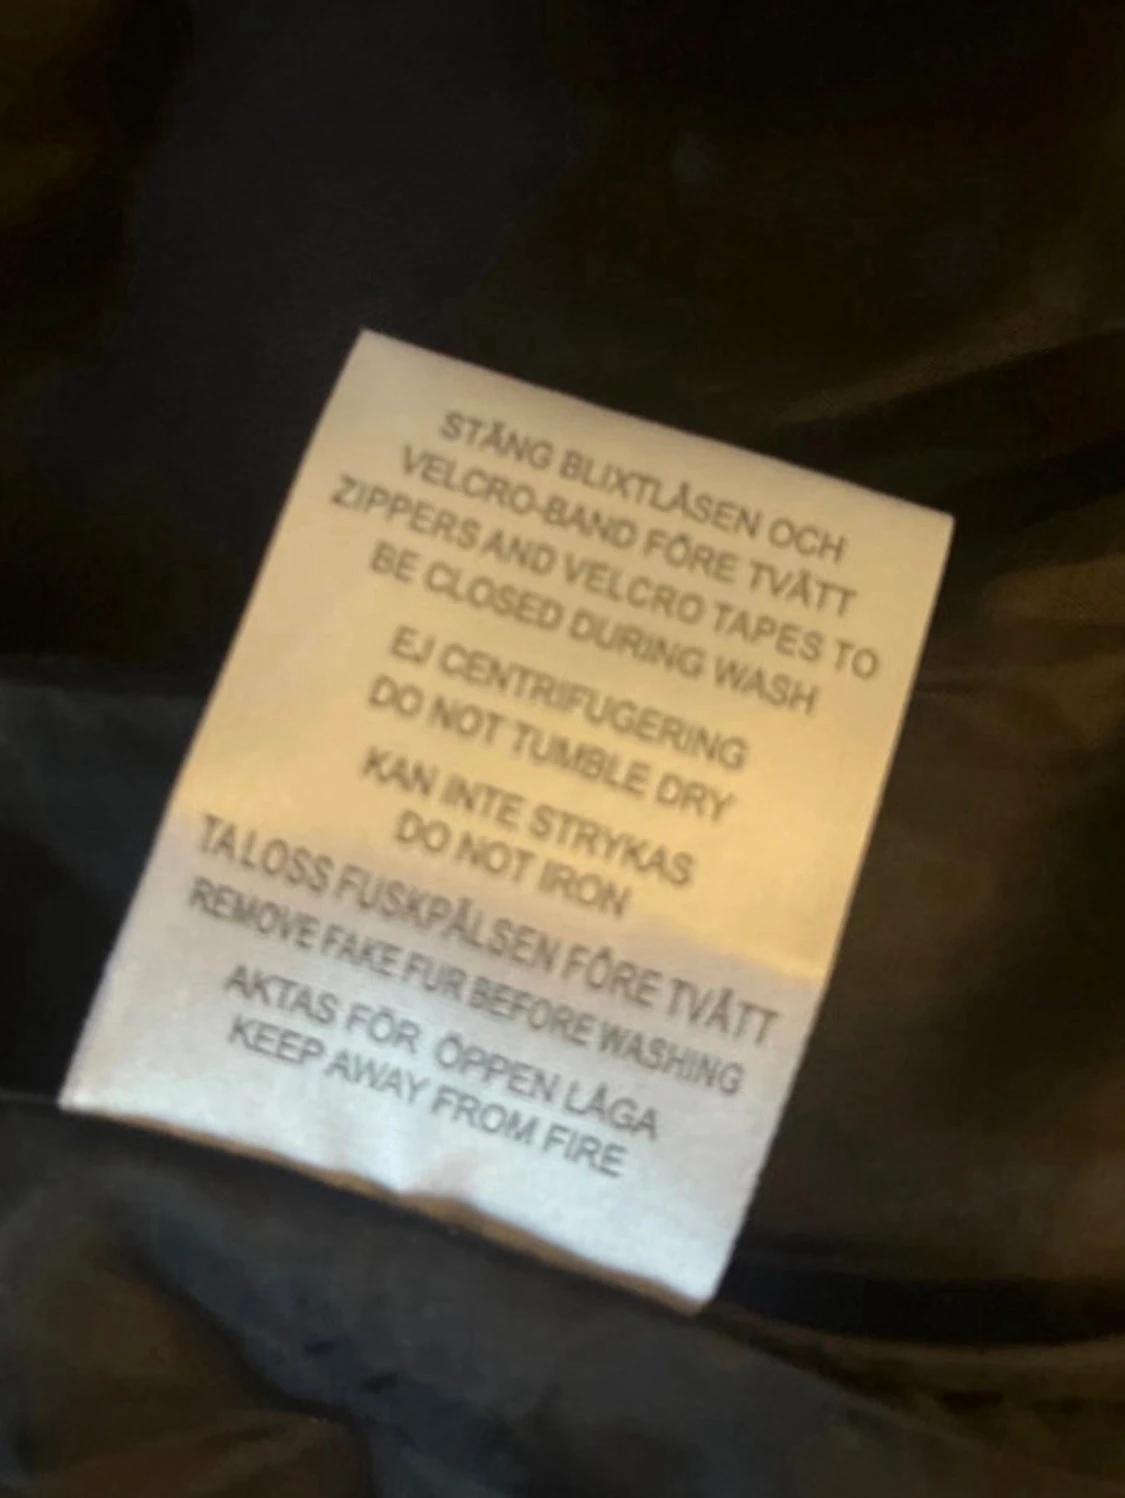 STÄNG BLIXTLÅSEN OCH
VELCRO-BAND FÖRE TVÄTT
ZIPPERS AND VELCRO TAPES TO
BE CLOSED DURING WASH
EJ CENTRIFUGERING
DO NOT TUMBLE DRY
KAN INTE STRYKAS
DO NOT IRON
TA LOSS FUSKPÄLSEN FÖRE TVÄTT
REMOVE FAKE FUR BEFORE WASHING
AKTAS FÖR ÖPPEN LÅGA
KEEP AWAY FROM FIRE